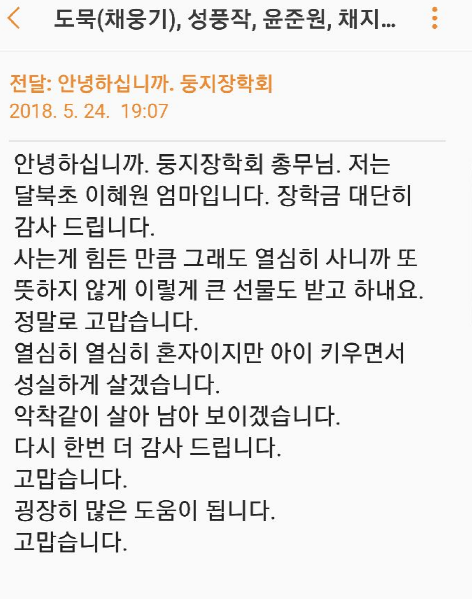 도묵(채웅기), 성풍작, 윤준원, 채지...
전달: 안녕하십니까. 둥지장학회
2018. 5. 24. 19:07
안녕하십니까. 둥지장학회 총무님. 저는
달북초 이혜원 엄마입니다. 장학금 대단히
감사 드립니다.
사는게 힘든 만큼 그래도 열심히 사니까 또
뜻하지 않게 이렇게 큰 선물도 받고 하내요.
정말로 고맙습니다.
열심히 열심히 혼자이지만 아이 키우면서
성실하게 살겠습니다.
악착같이 살아 남아 보이겠습니다.
다시 한번 더 감사 드립니다.
고맙습니다.
굉장히 많은 도움이 됩니다.
고맙습니다.